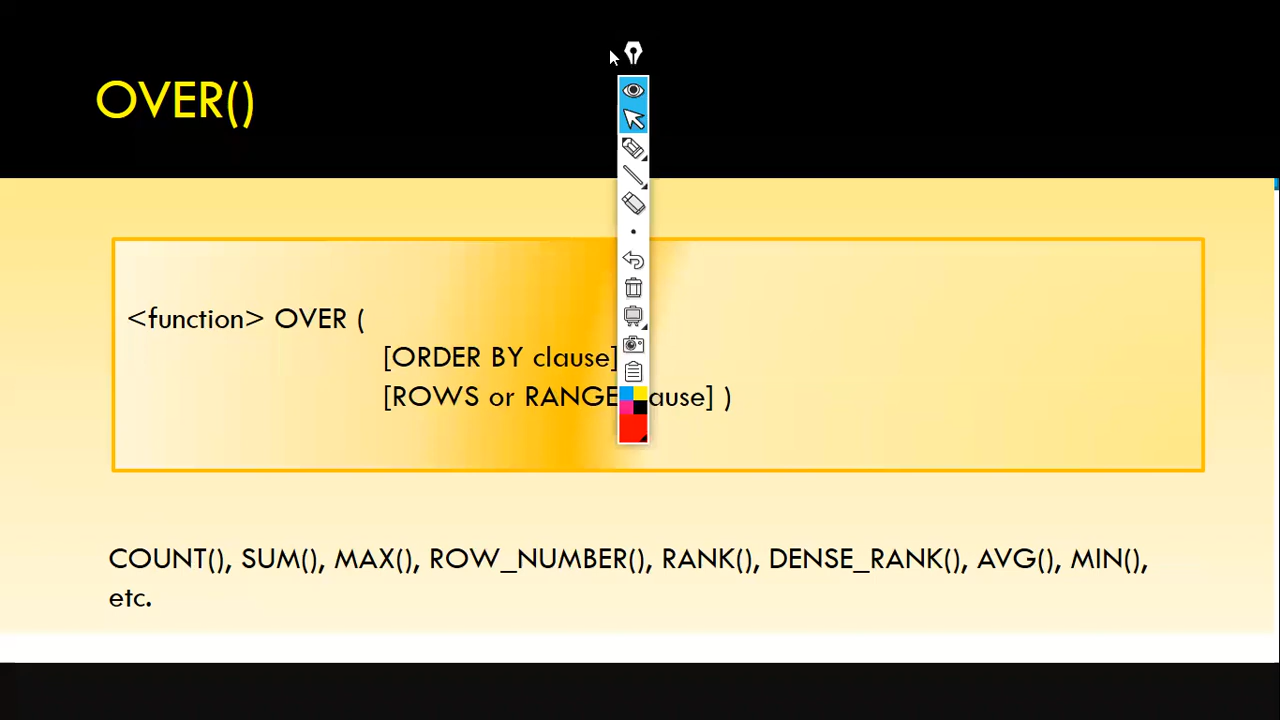 OVER()
<function> OVER (
[ORDER BY clause]
[ROWS or RANGE ause] )
COUNT(), SUM(), MAX(), ROW_NUMBER(), RANK(), DENSE_RANK(), AVG(), MIN(),
etc.